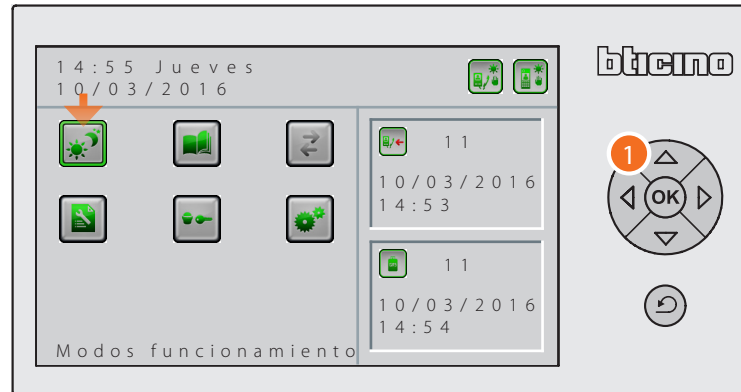 14:55 Jueves
10/03/2016
bticino
1
11
10/03/2016
14:53
OK
11
10/03/2016
14:54
Modos funcionamiento